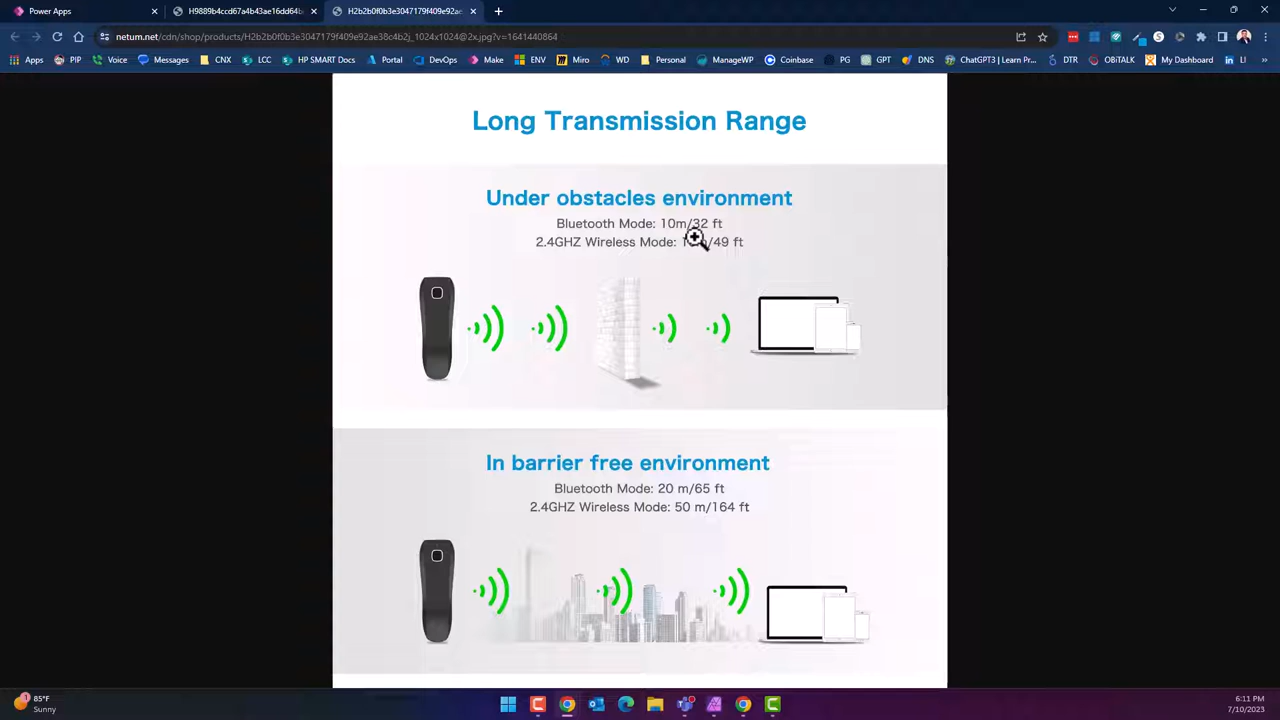 Power Apps
H9889b4ccd67a4b43ae16dd64b
H2b2b0f0b3e3047179f409e92ae
netum.net/cdn/shop/products/H2b2b0f0b3e3047179f409e92ae38c4b2j_1024x1024@2x.jpg?v=1641440864
Apps
PIP
Voice
Messages
CNX
LCC
HP SMART Docs
Portal
DevOps
Make
ENV
Miro
WD
Personal
ManageWP
Coinbase
PG
GPT
DNS
ChatGPT3 | Learn Pr...
DTR
OBiTALK
My Dashboard
LI
Long Transmission Range
Under obstacles environment
Bluetooth Mode: 10m/32 ft
2.4GHZ Wireless Mode: /49 ft
In barrier free environment
Bluetooth Mode: 20 m/65 ft
2.4GHZ Wireless Mode: 50 m/164 ft
1
85°F
Sunny
6:11 PM
7/10/2023